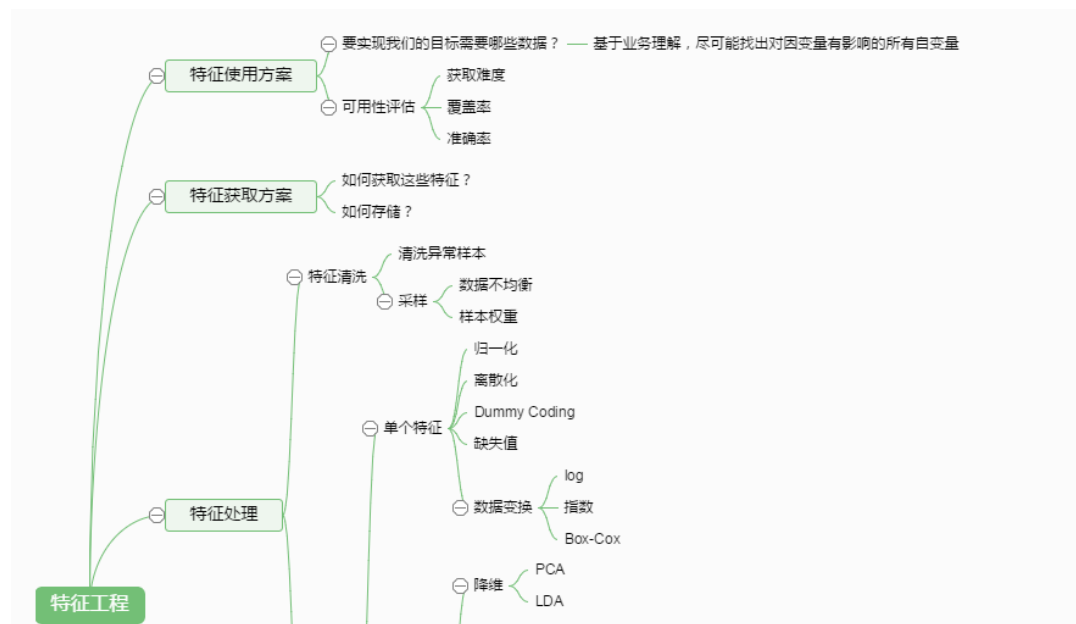 要实现我们的目标需要哪些数据？
基于业务理解，尽可能找出对因变量有影响的所有自变量
特征使用方案
获取难度
可用性评估
覆盖率
准确率
如何获取这些特征？
特征获取方案
如何存储？
清洗异常样本
特征清洗
数据不均衡
采样
样本权重
归一化
离散化
Dummy Coding
单个特征
缺失值
log
数据变换
指数
特征处理
Box-Cox
PCA
降维
LDA
特征工程